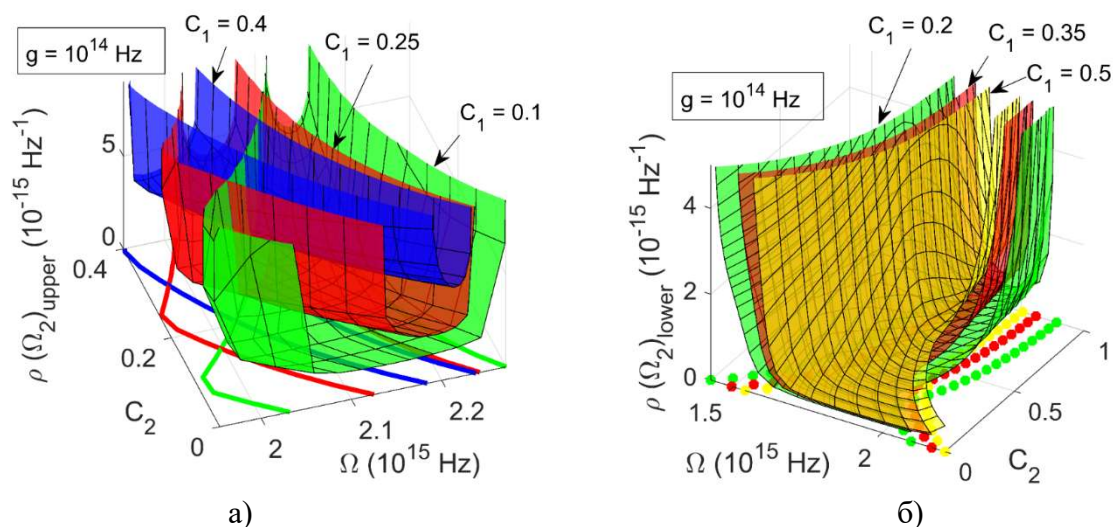 C₁ = 0.4
g = 10¹⁴ Hz
C₁ = 0.25
C₁ = 0.1
ρ (Ω₂)upper (10⁻¹⁵ Hz⁻¹)
5
0
0.4
0.2
0
C₂
2
2.1
2.2
Ω (10¹⁵ Hz)
а)
C₁ = 0.2
C₁ = 0.35
C₁ = 0.5
g = 10¹⁴ Hz
ρ (Ω₂)lower (10⁻¹⁵ Hz⁻¹)
4
2
0
1.5
2
Ω (10¹⁵ Hz)
0
0.5
1
C₂
б)